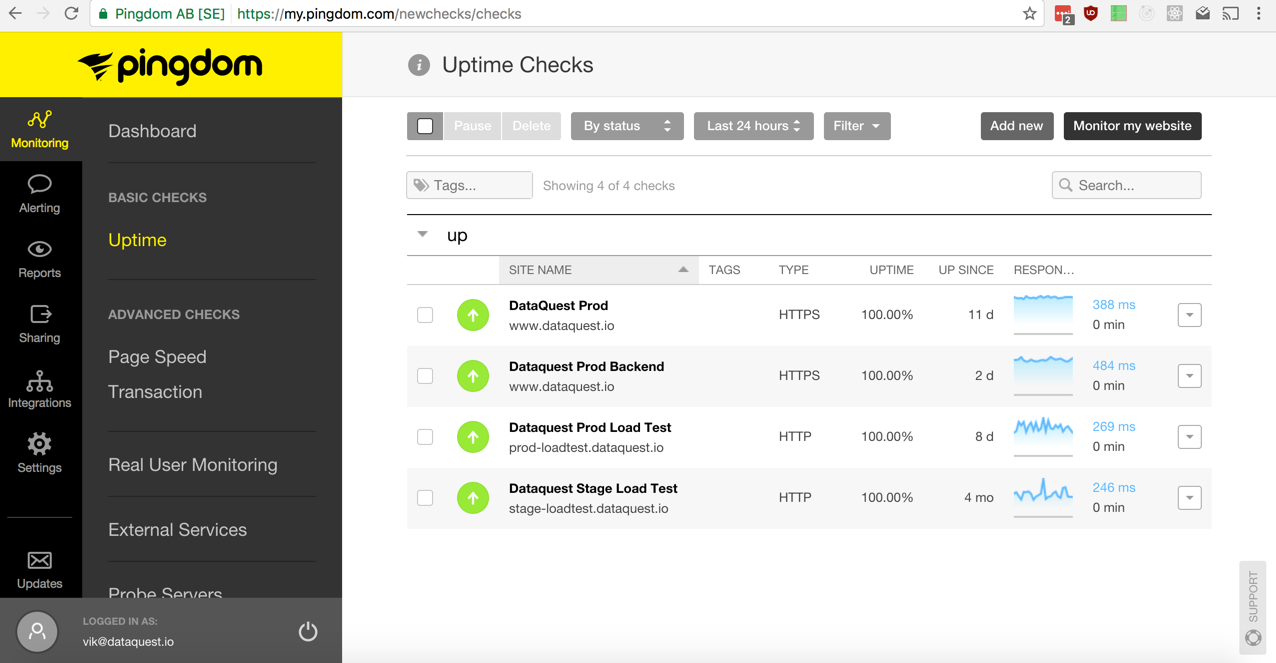 Pingdom AB [SE]
https://my.pingdom.com/newchecks/checks
2
UD
pingdom
Monitoring
Alerting
Reports
Sharing
Integrations
Settings
Updates
Dashboard
BASIC CHECKS
Uptime
ADVANCED CHECKS
Page Speed
Transaction
Real User Monitoring
External Services
Probe Servers
LOGGED IN AS:
vik@dataquest.io
i Uptime Checks
Pause Delete By status Last 24 hours Filter Add new Monitor my website
Tags... Showing 4 of 4 checks Search...
up
SITE NAME TAGS TYPE UPTIME UP SINCE RESPON...
DataQuest Prod
www.dataquest.io
HTTPS 100.00% 11 d
388 ms
0 min
Dataquest Prod Backend
www.dataquest.io
HTTPS 100.00% 2 d
484 ms
0 min
Dataquest Prod Load Test
prod-loadtest.dataquest.io
HTTP 100.00% 8 d
269 ms
0 min
Dataquest Stage Load Test
stage-loadtest.dataquest.io
HTTP 100.00% 4 mo
246 ms
0 min
SUPPORT